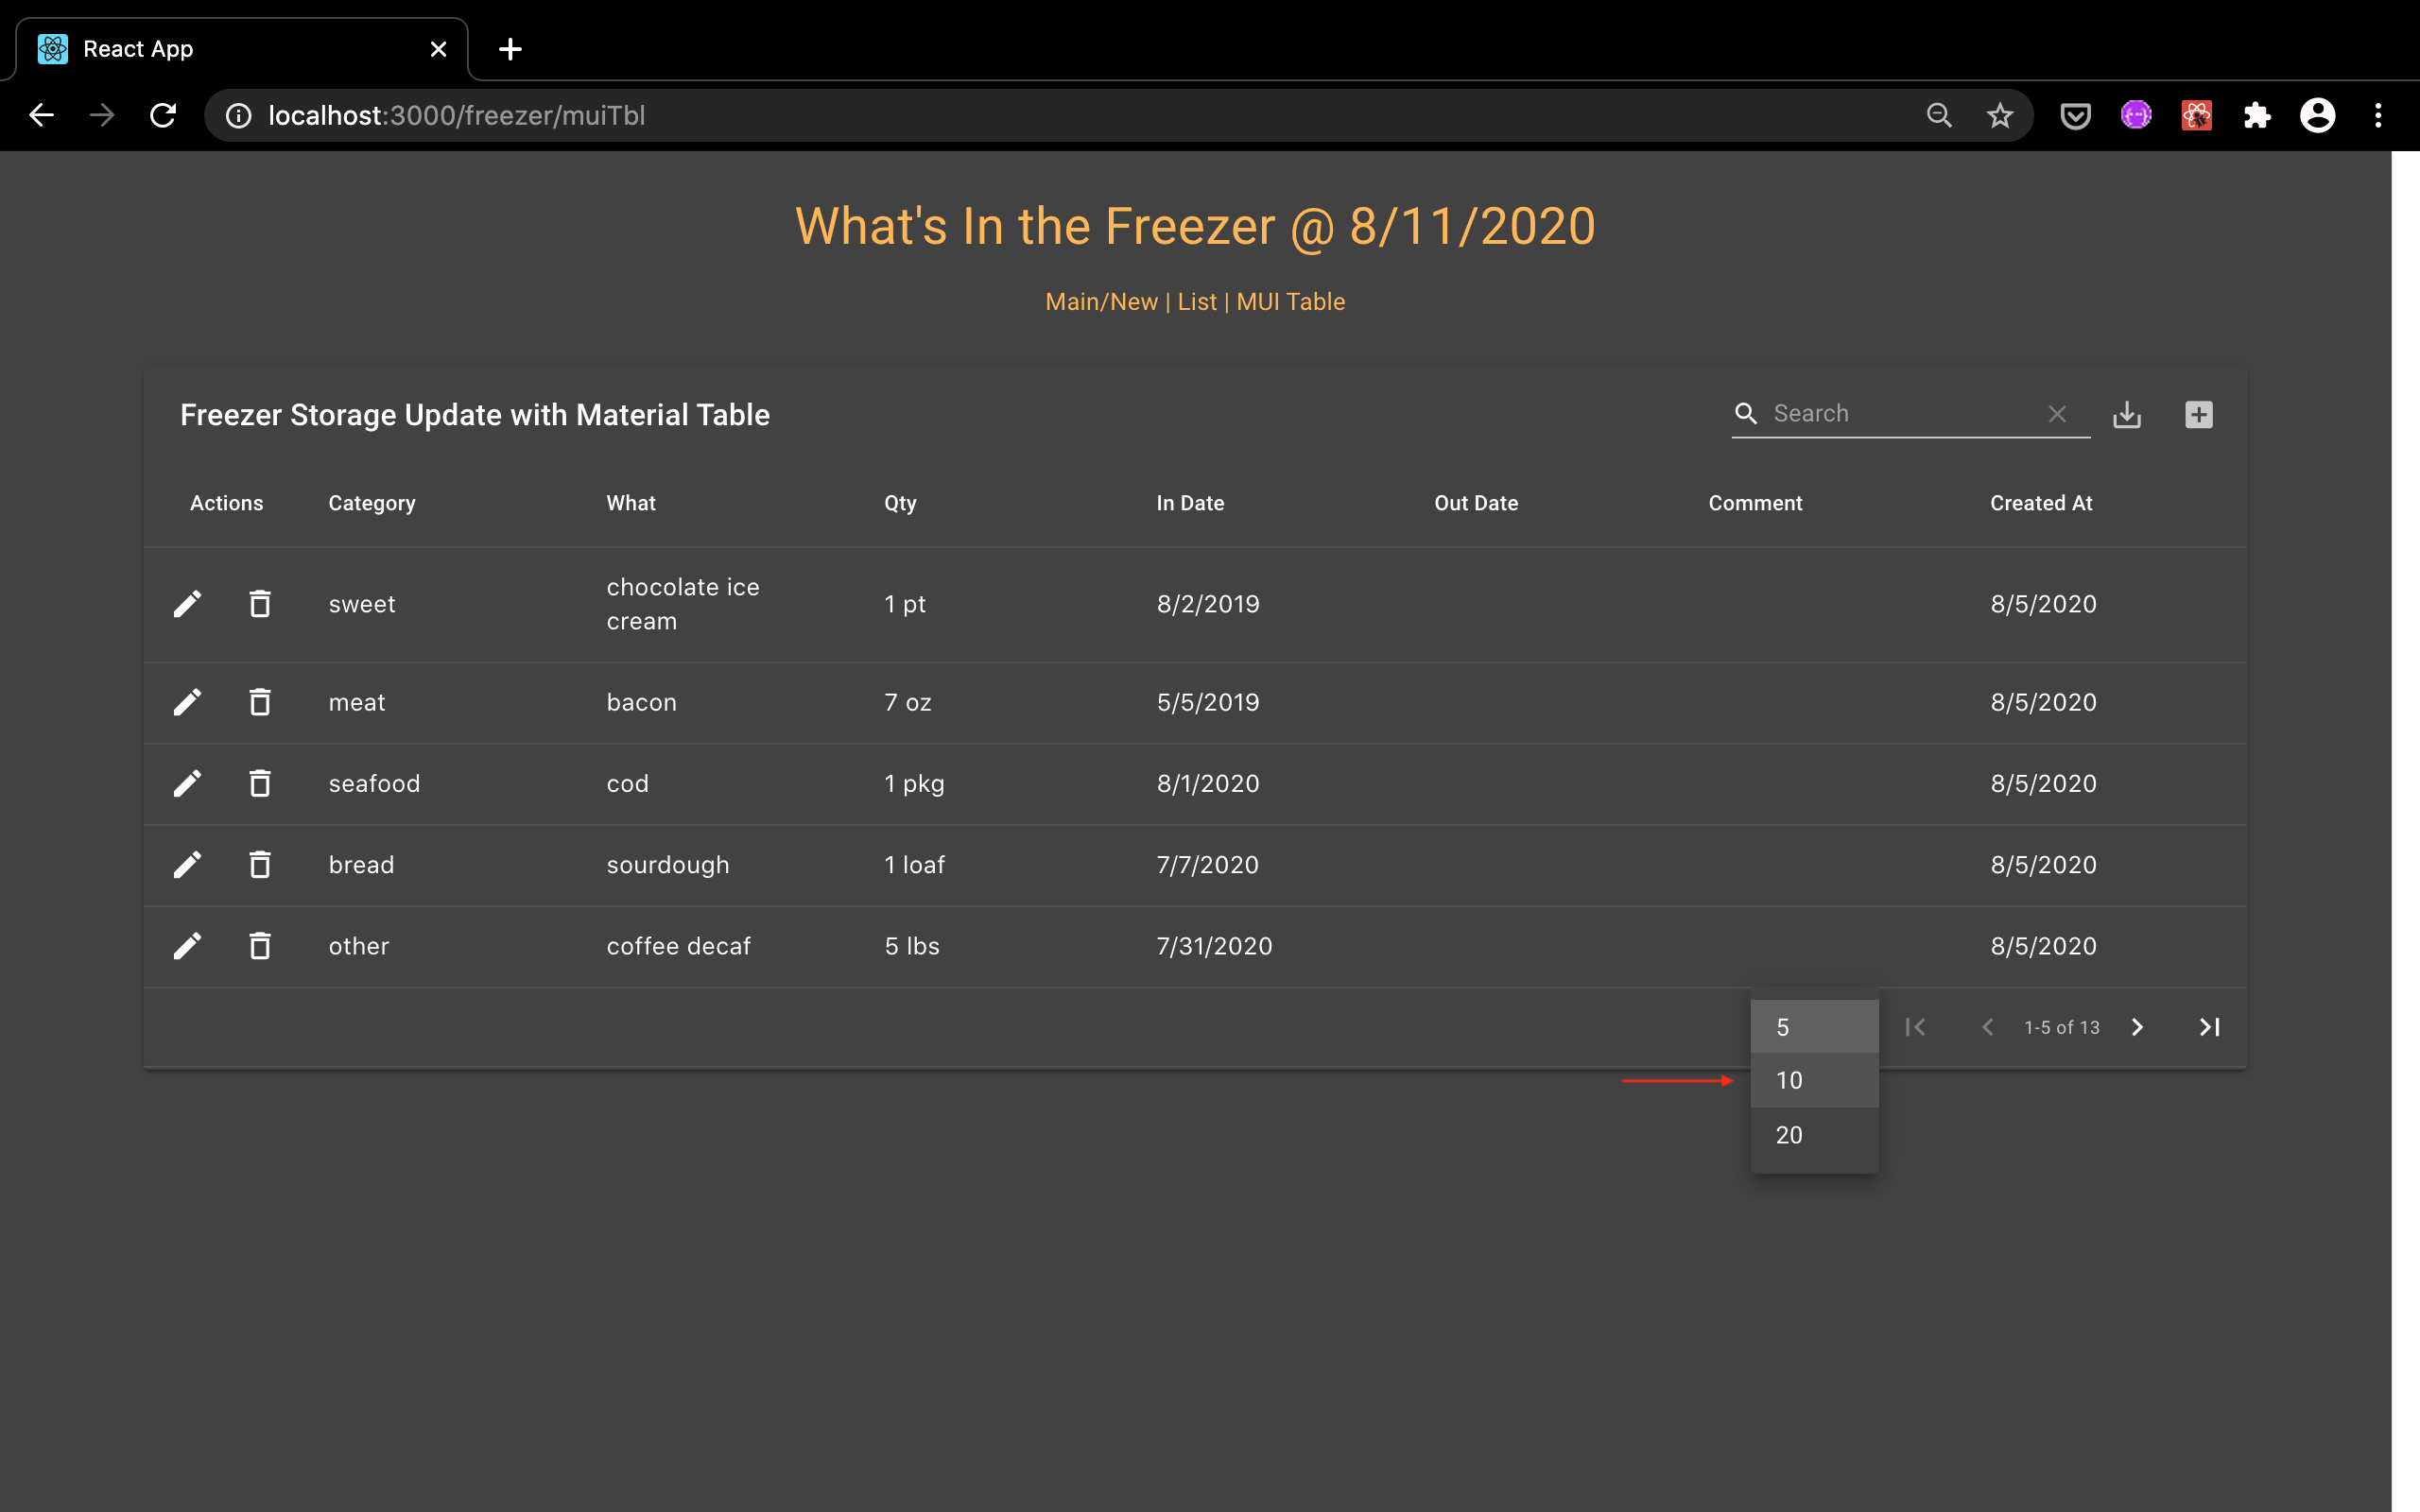 React App
localhost:3000/freezer/muiTbl
What's In the Freezer @ 8/11/2020
Main/New | List | MUI Table
Freezer Storage Update with Material Table
Search
Actions Category What Qty In Date Out Date Comment Created At
sweet chocolate ice cream 1 pt 8/2/2019 8/5/2020
meat bacon 7 oz 5/5/2019 8/5/2020
seafood cod 1 pkg 8/1/2020 8/5/2020
bread sourdough 1 loaf 7/7/2020 8/5/2020
other coffee decaf 5 lbs 7/31/2020 8/5/2020
5 1-5 of 13
10
20